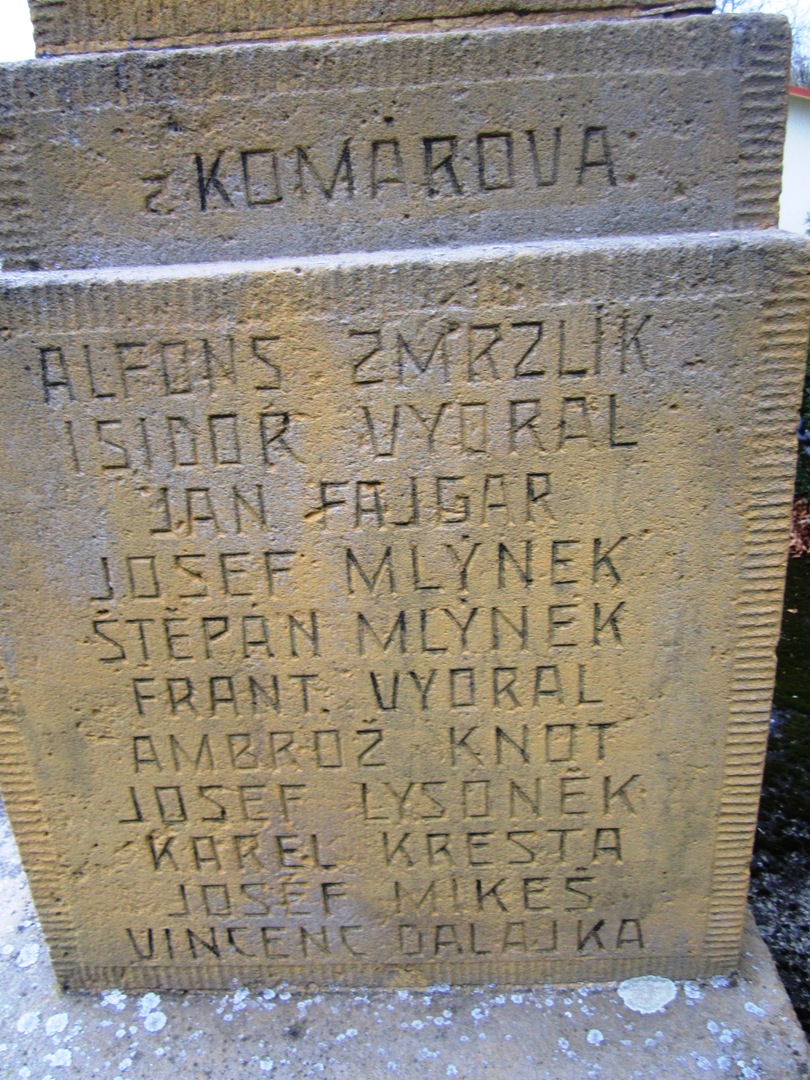 z KOMÁROVA
ALFONS ZMRZLÍK
ISIDOR VYORAL
JAN FAJGAR
JOSEF MLÝNEK
ŠTĚPÁN MLÝNEK
FRANT. VYORAL
AMBROŽ KNOT
JOSEF LYSONĚK
KAREL KRESTA
JOSEF MIKEŠ
VINCENC DALAJKA